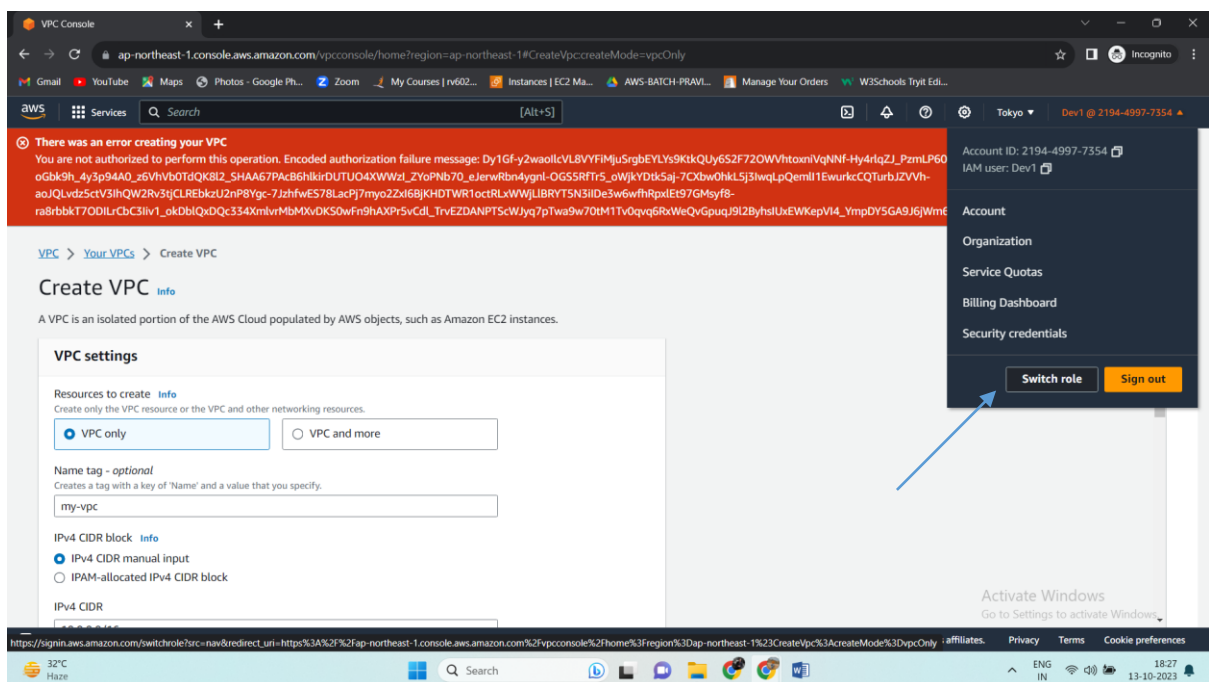 VPC Console
ap-northeast-1.console.aws.amazon.com/vpcconsole/home?region=ap-northeast-1#CreateVpc:createMode=vpcOnly
Incognito
Gmail YouTube Maps Photos - Google Ph... Zoom My Courses | rv602... Instances | EC2 Ma... AWS-BATCH-PRAVI... Manage Your Orders W3Schools Tryit Edi...
aws Services Search [Alt+S] Tokyo Dev1 @ 2194-4997-7354
There was an error creating your VPC
You are not authorized to perform this operation. Encoded authorization failure message:
Account ID: 2194-4997-7354
IAM user: Dev1
Account
Organization
Service Quotas
Billing Dashboard
Security credentials
Switch role Sign out
VPC > Your VPCs > Create VPC
Create VPC Info
A VPC is an isolated portion of the AWS Cloud populated by AWS objects, such as Amazon EC2 instances.
VPC settings
Resources to create Info
Create only the VPC resource or the VPC and other networking resources.
VPC only VPC and more
Name tag - optional
Creates a tag with a key of 'Name' and a value that you specify.
my-vpc
IPv4 CIDR block Info
IPv4 CIDR manual input
IPAM-allocated IPv4 CIDR block
IPv4 CIDR
Activate Windows
Go to Settings to activate Windows.
https://signin.aws.amazon.com/switchrole?src=nav&redirect_uri=https%3A%2F%2Fap-northeast-1.console.aws.amazon.com%2Fvpcconsole%2Fhome%3Fregion%3Dap-northeast-1%23CreateVpc%3AcreateMode%3DvpcOnly affiliates. Privacy Terms Cookie preferences
32°C
Haze
Search
ENG
IN
18:27
13-10-2023